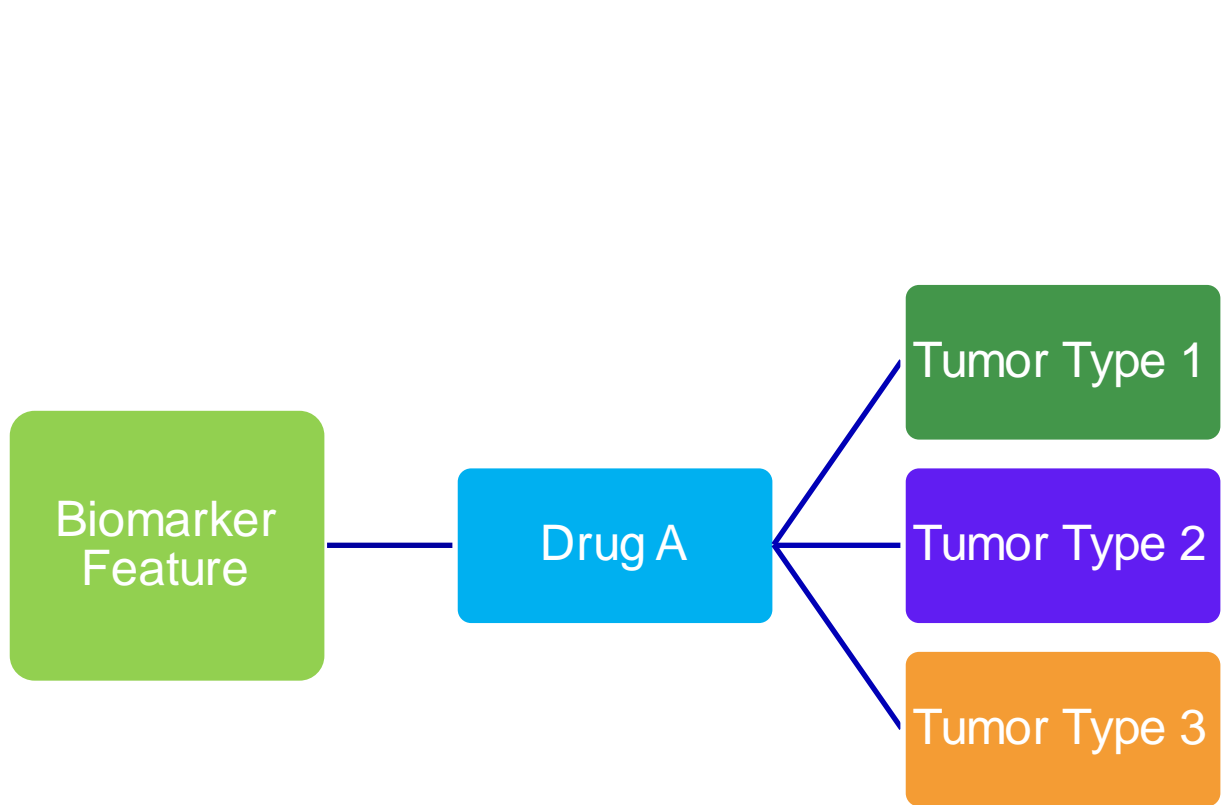 Biomarker
Feature
Drug A
Tumor Type 1
Tumor Type 2
Tumor Type 3